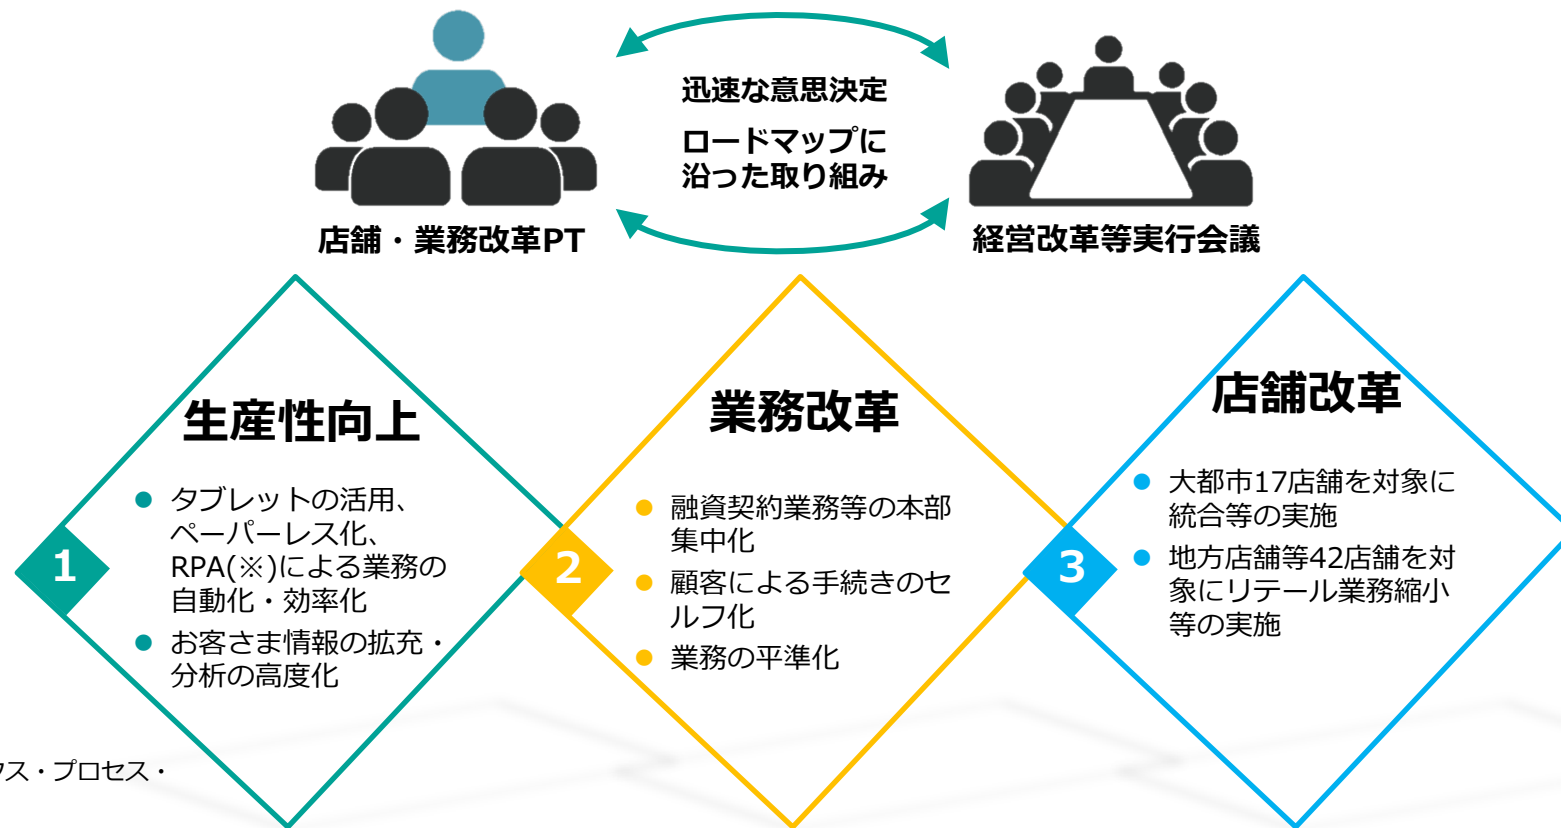 迅速な意思決定
ロードマップに
沿った取り組み
店舗・業務改革PT
経営改革等実行会議
生産性向上
● タブレットの活用、
ペーパーレス化、
RPA(※)による業務の
自動化・効率化
● お客さま情報の拡充・
分析の高度化
1
業務改革
● 融資契約業務等の本部
集中化
● 顧客による手続きのセ
ルフ化
● 業務の平準化
2
店舗改革
● 大都市17店舗を対象に
統合等の実施
● 地方店舗等42店舗を対
象にリテール業務縮小
等の実施
3
ス・プロセス・